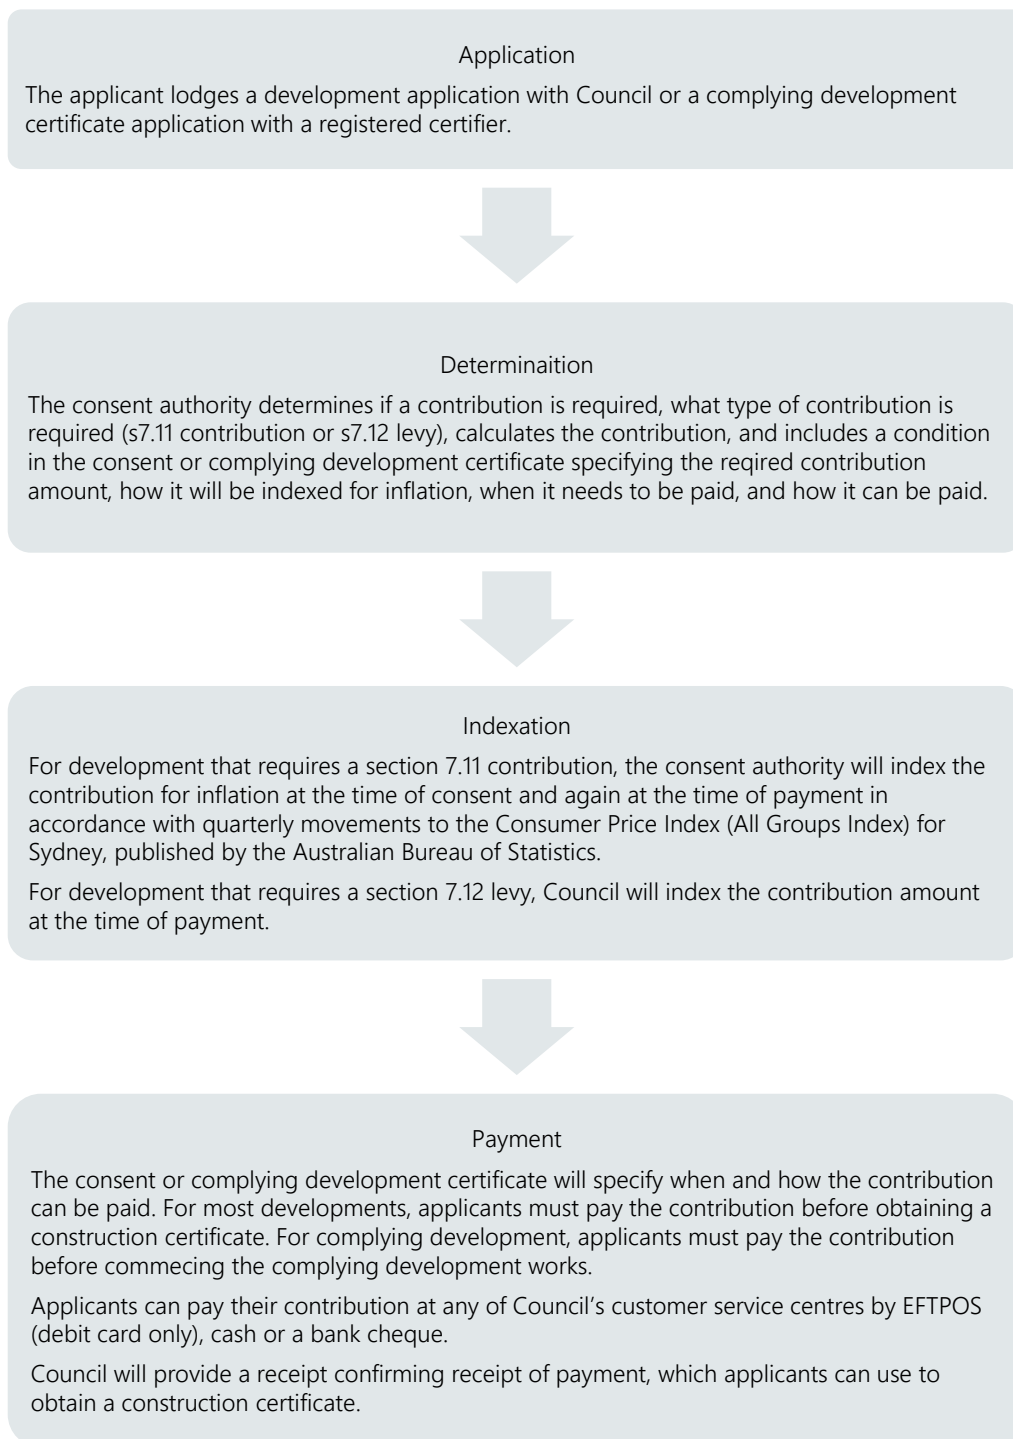 Application
The applicant lodges a development application with Council or a complying development
certificate application with a registered certifier.
Determinaition
The consent authority determines if a contribution is required, what type of contribution is
required (s7.11 contribution or s7.12 levy), calculates the contribution, and includes a condition
in the consent or complying development certificate specifying the reqired contribution
amount, how it will be indexed for inflation, when it needs to be paid, and how it can be paid.
Indexation
For development that requires a section 7.11 contribution, the consent authority will index the
contribution for inflation at the time of consent and again at the time of payment in
accordance with quarterly movements to the Consumer Price Index (All Groups Index) for
Sydney, published by the Australian Bureau of Statistics.
For development that requires a section 7.12 levy, Council will index the contribution amount
at the time of payment.
Payment
The consent or complying development certificate will specify when and how the contribution
can be paid. For most developments, applicants must pay the contribution before obtaining a
construction certificate. For complying development, applicants must pay the contribution
before commecing the complying development works.
Applicants can pay their contribution at any of Council's customer service centres by EFTPOS
(debit card only), cash or a bank cheque.
Council will provide a receipt confirming receipt of payment, which applicants can use to
obtain a construction certificate.